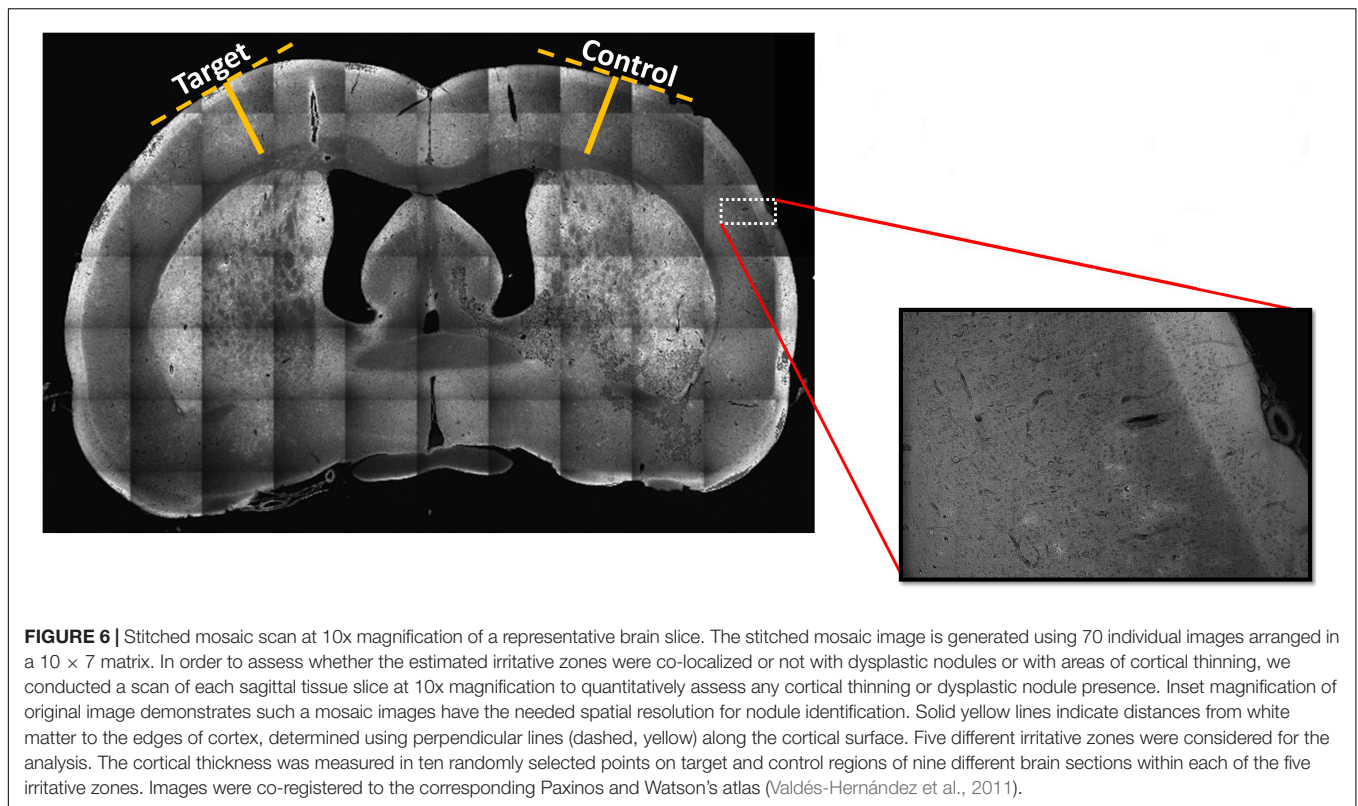 Target
Control
FIGURE 6 | Stitched mosaic scan at 10x magnification of a representative brain slice. The stitched mosaic image is generated using 70 individual images arranged in
a 10 × 7 matrix. In order to assess whether the estimated irritative zones were co-localized or not with dysplastic nodules or with areas of cortical thinning, we
conducted a scan of each sagittal tissue slice at 10x magnification to quantitatively assess any cortical thinning or dysplastic nodule presence. Inset magnification of
original image demonstrates such a mosaic images have the needed spatial resolution for nodule identification. Solid yellow lines indicate distances from white
matter to the edges of cortex, determined using perpendicular lines (dashed, yellow) along the cortical surface. Five different irritative zones were considered for the
analysis. The cortical thickness was measured in ten randomly selected points on target and control regions of nine different brain sections within each of the five
irritative zones. Images were co-registered to the corresponding Paxinos and Watson's atlas (Valdés-Hernández et al., 2011).